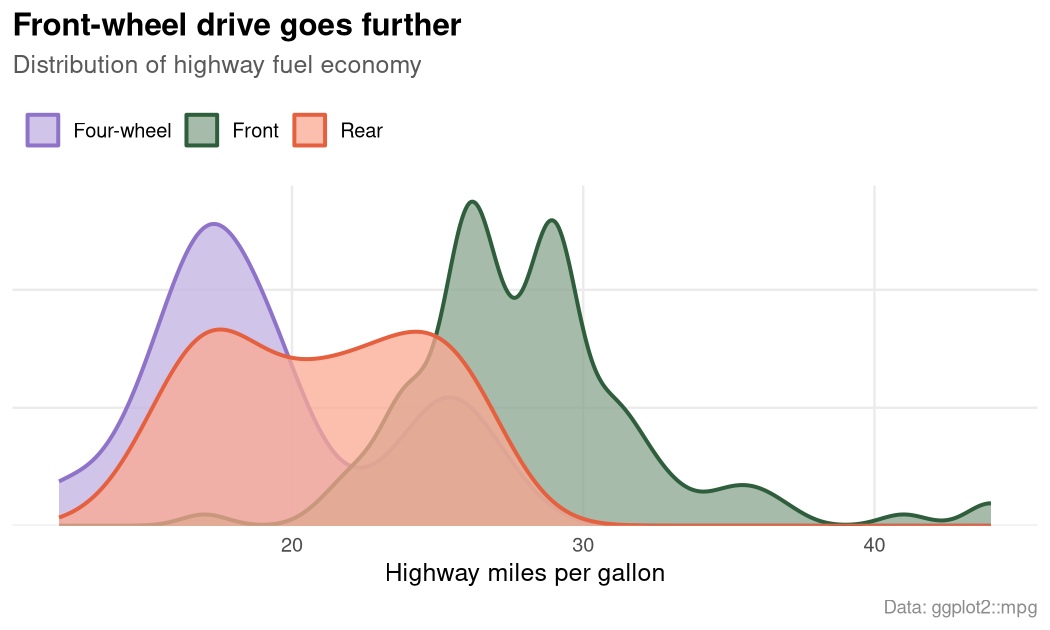 Front-wheel drive goes further
Distribution of highway fuel economy
Four-wheel Front Rear
20 30 40
Highway miles per gallon
Data: ggplot2::mpg